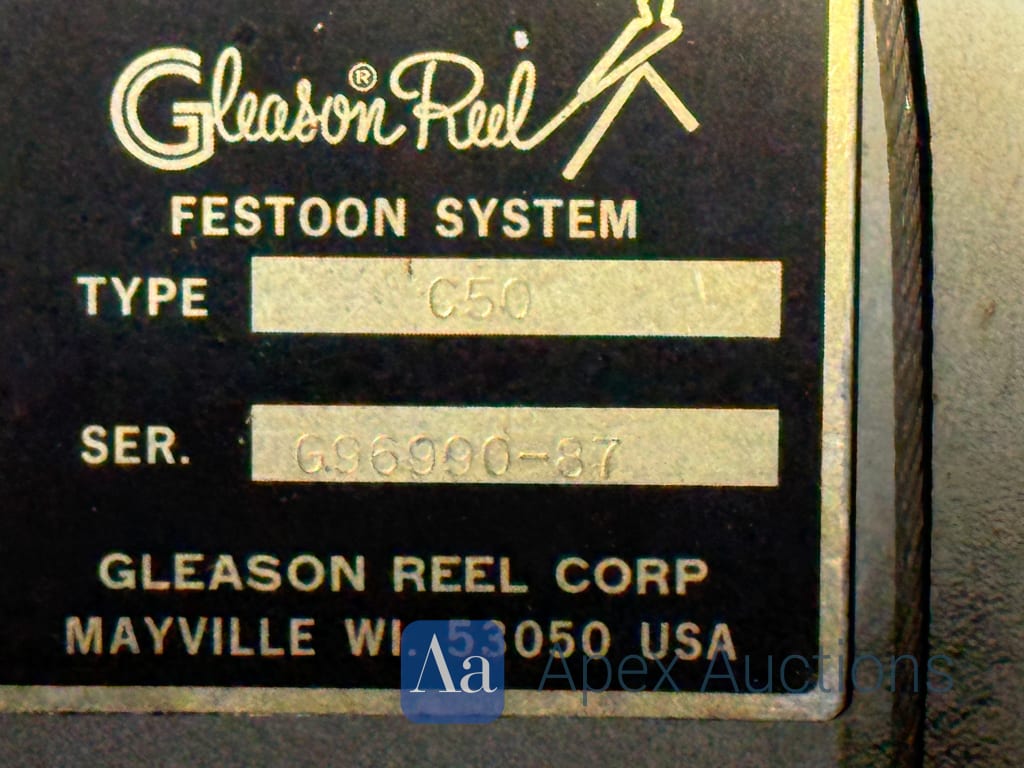 Gleason® Reel
FESTOON SYSTEM
TYPE C50
SER. G96990-87
GLEASON REEL CORP
MAYVILLE WI. 53050 USA
Aa Apex Auctions